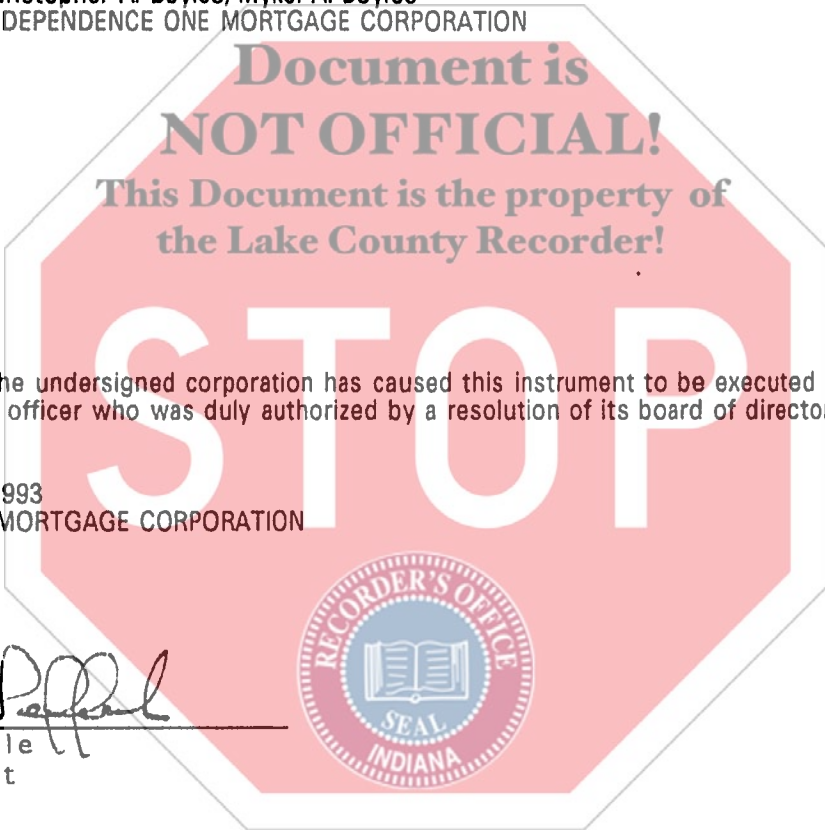 DEPENDENCE ONE MORTGAGE CORPORATION
Document is
NOT OFFICIAL!
This Document is the property of
the Lake County Recorder!
STOP
he undersigned corporation has caused this instrument to be executed
officer who was duly authorized by a resolution of its board of director
993
MORTGAGE CORPORATION
RECORDER'S OFFICE
SEAL
INDIANA
le
t